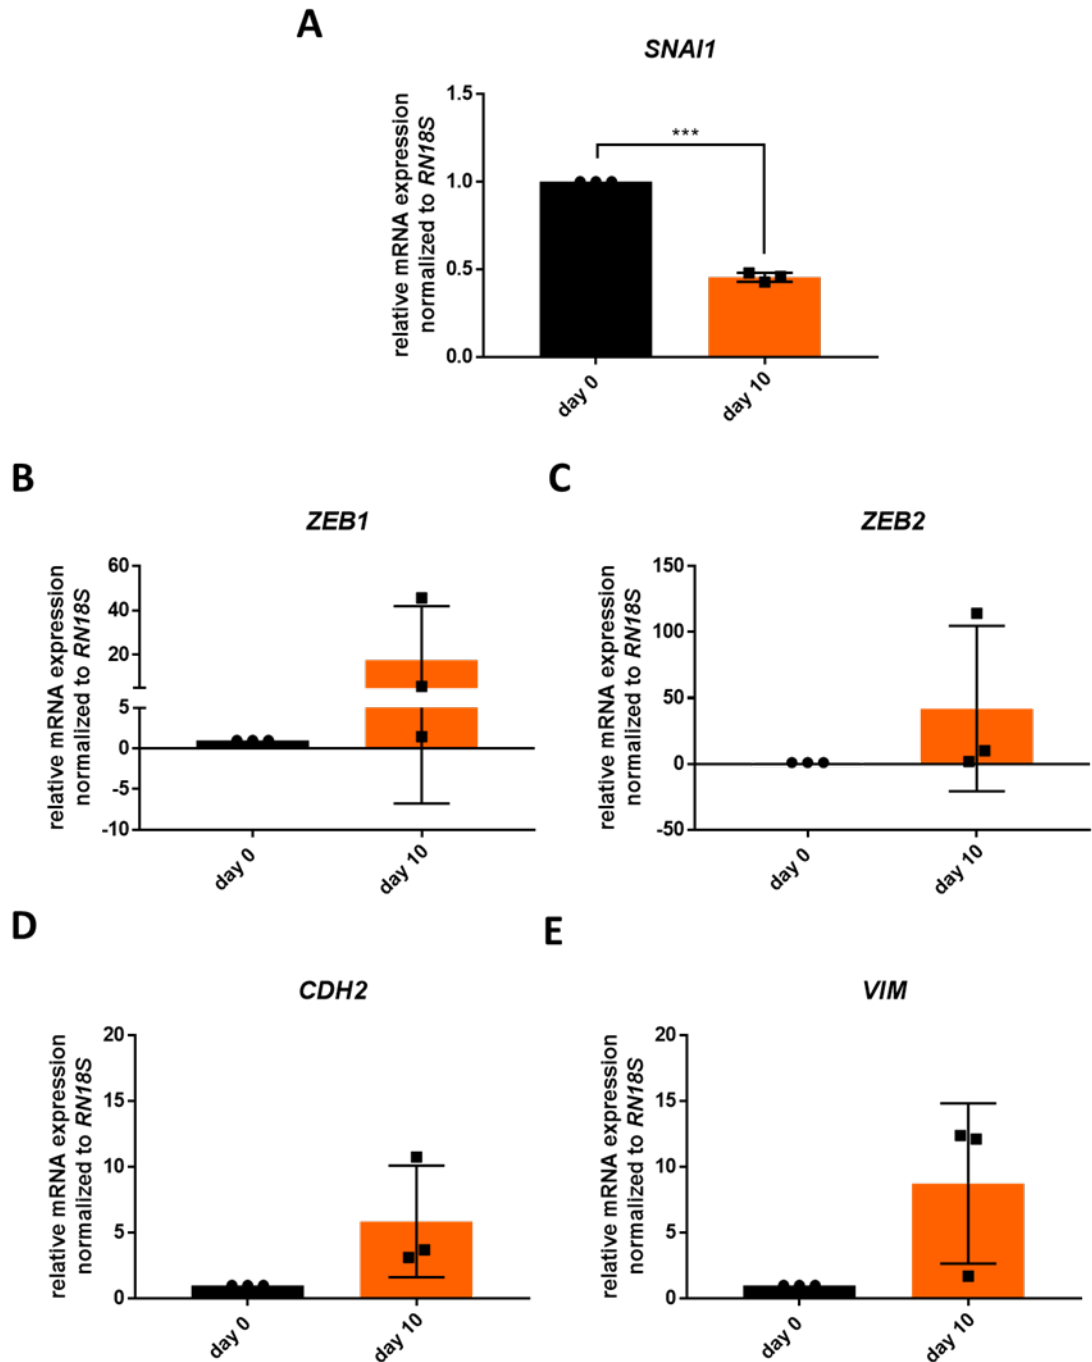 A
SNAI1
relative mRNA expression
normalized to RN18S
1.5
1.0
0.5
0.0
***
day 0
day 10
B
ZEB1
relative mRNA expression
normalized to RN18S
60
40
20
5
0
-5
-10
day 0
day 10
C
ZEB2
relative mRNA expression
normalized to RN18S
150
100
50
0
-50
day 0
day 10
D
CDH2
relative mRNA expression
normalized to RN18S
20
15
10
5
0
day 0
day 10
E
VIM
relative mRNA expression
normalized to RN18S
20
15
10
5
0
day 0
day 10